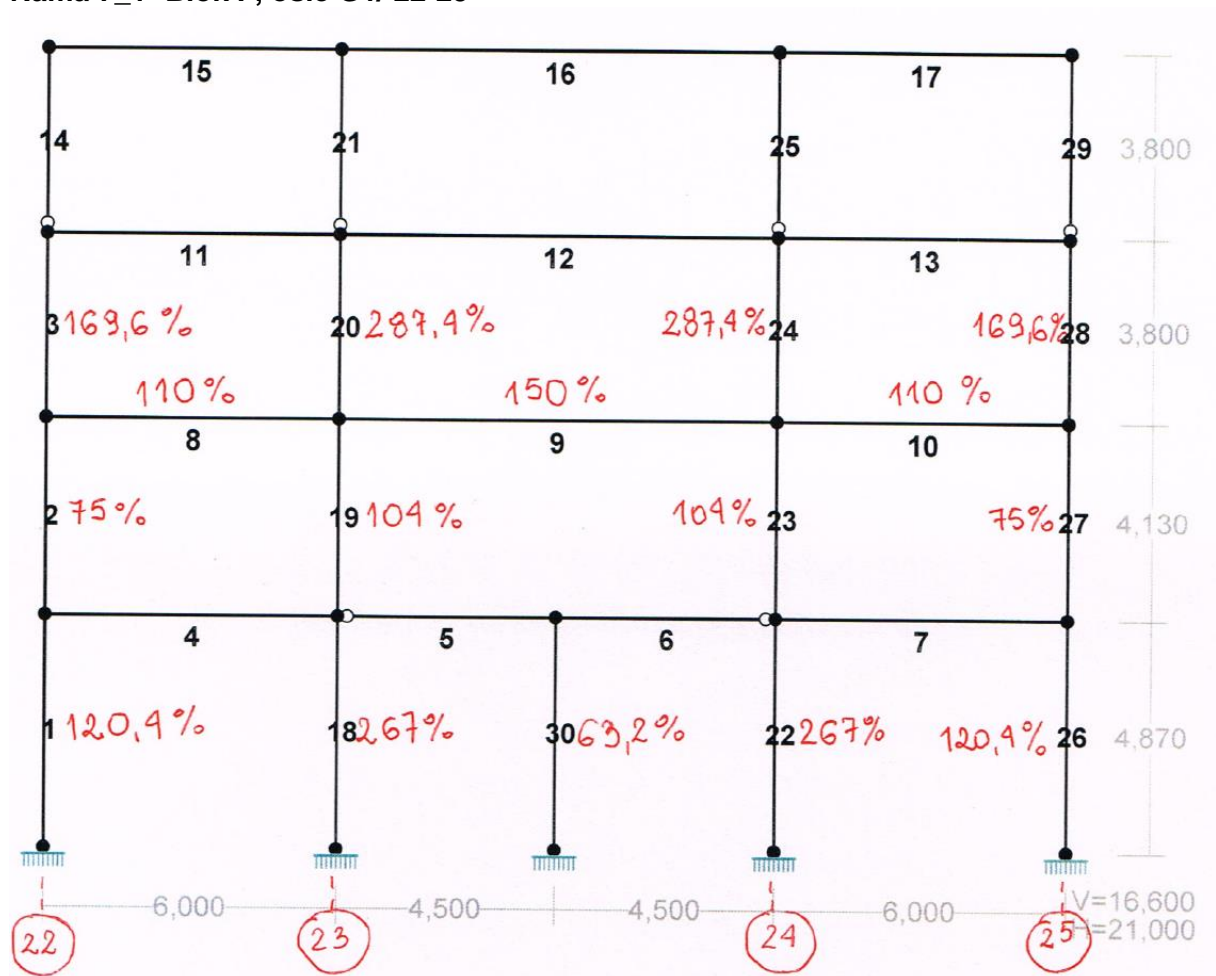 15 16 17
14 21 25 29 3,800
11 12 13
3 169,6 % 20 287,4% 287,4% 24 169,6% 28 3,800
110 % 150 % 110 %
8 9 10
2 75% 19 104 % 104% 23 75% 27 4,130
4 5 6 7
1 120,4% 18 267% 30 63,2% 22 267% 120,4% 26 4,870
6,000 4,500 4,500 6,000 V=16,600
22 23 24 25 H=21,000